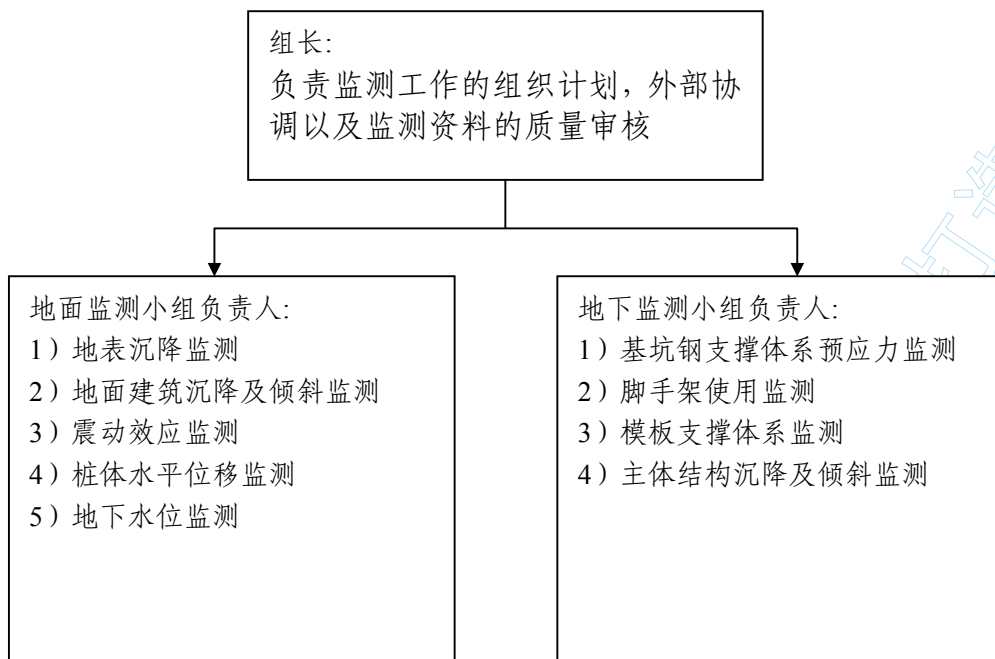 组长:
负责监测工作的组织计划，外部协
调以及监测资料的质量审核
地面监测小组负责人:
1）地表沉降监测
2）地面建筑沉降及倾斜监测
3）震动效应监测
4）桩体水平位移监测
5）地下水位监测
地下监测小组负责人:
1）基坑钢支撑体系预应力监测
2）脚手架使用监测
3）模板支撑体系监测
4）主体结构沉降及倾斜监测